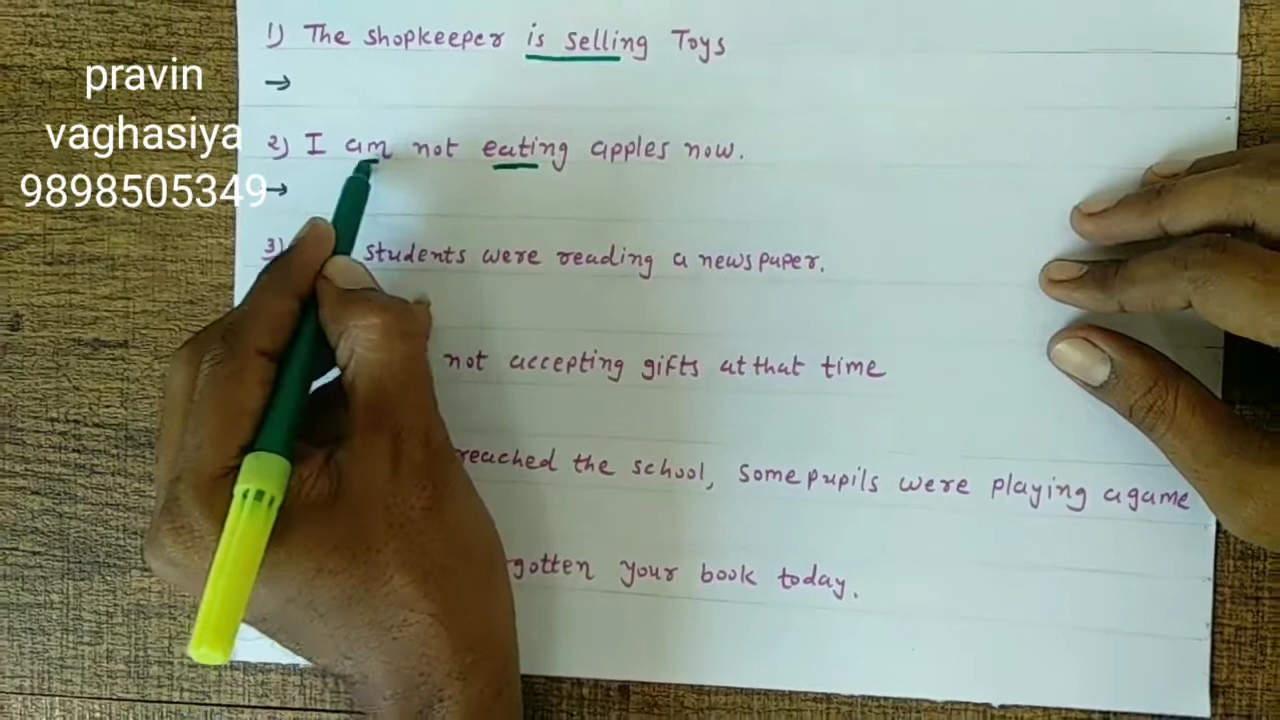 1) The shopkeeper is selling Toys
→
pravin
vaghasiya
9898505349
2) I am not eating apples now.
→
3) students were reading a newspaper.
not accepting gifts at that time
reached the school, some pupils were playing a game
gotten your book today.